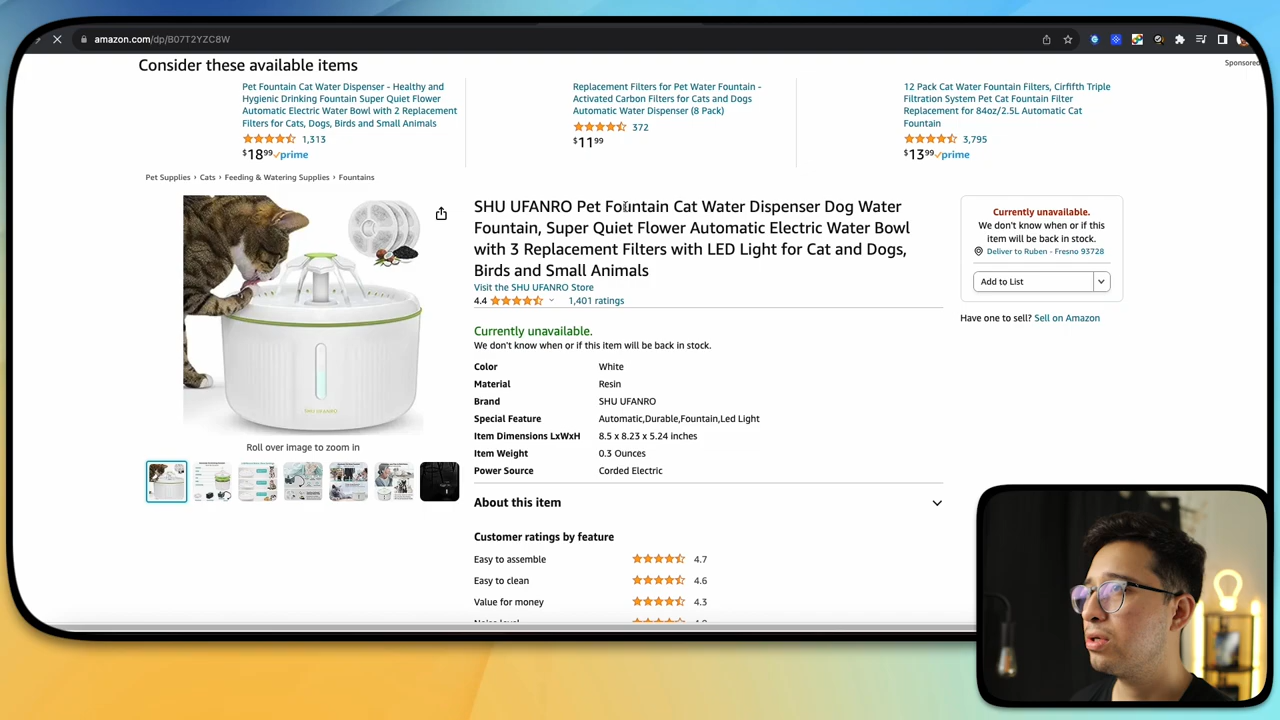 amazon.com/dp/B07T2YZC8W
Consider these available items
Sponsored
Pet Fountain Cat Water Dispenser - Healthy and
Hygienic Drinking Fountain Super Quiet Flower
Automatic Electric Water Bowl with 2 Replacement
Filters for Cats, Dogs, Birds and Small Animals
1,313
$18.99 prime
Replacement Filters for Pet Water Fountain -
Activated Carbon Filters for Cats and Dogs
Automatic Water Dispenser (8 Pack)
372
$11.99
12 Pack Cat Water Fountain Filters, Cirfifth Triple
Filtration System Pet Cat Fountain Filter
Replacement for 84oz/2.5L Automatic Cat
Fountain
3,795
$13.99 prime
Pet Supplies › Cats › Feeding & Watering Supplies › Fountains
SHU UFANRO
Roll over image to zoom in
SHU UFANRO Pet Fountain Cat Water Dispenser Dog Water
Fountain, Super Quiet Flower Automatic Electric Water Bowl
with 3 Replacement Filters with LED Light for Cat and Dogs,
Birds and Small Animals
Visit the SHU UFANRO Store
4.4 1,401 ratings
Currently unavailable.
We don't know when or if this item will be back in stock.
Color White
Material Resin
Brand SHU UFANRO
Special Feature Automatic,Durable,Fountain,Led Light
Item Dimensions LxWxH 8.5 x 8.23 x 5.24 inches
Item Weight 0.3 Ounces
Power Source Corded Electric
About this item
Customer ratings by feature
Easy to assemble 4.7
Easy to clean 4.6
Value for money 4.3
Currently unavailable.
We don't know when or if this
item will be back in stock.
Deliver to Ruben - Fresno 93728
Add to List
Have one to sell? Sell on Amazon